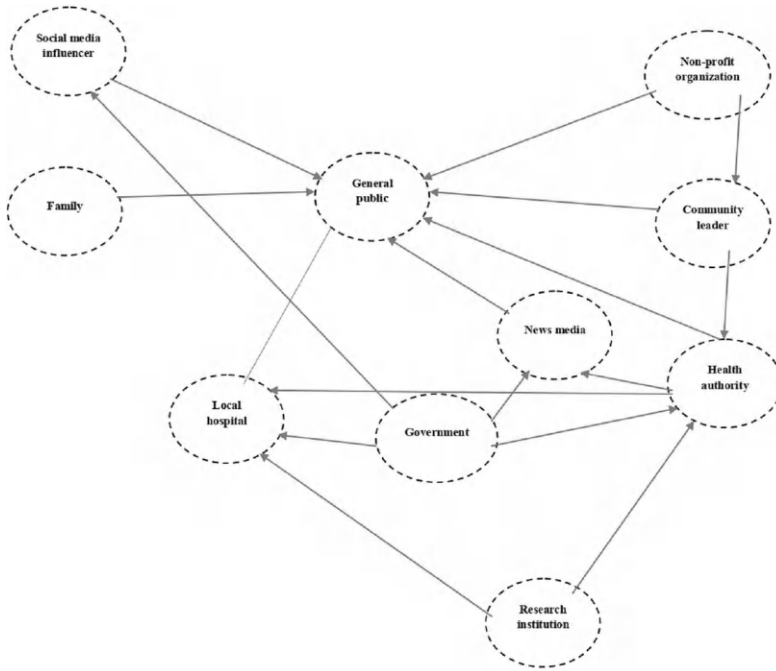 Social media
influencer
Non-profit
organization
General
public
Family
Community
leader
News media
Health
authority
Local
hospital
Government
Research
institution